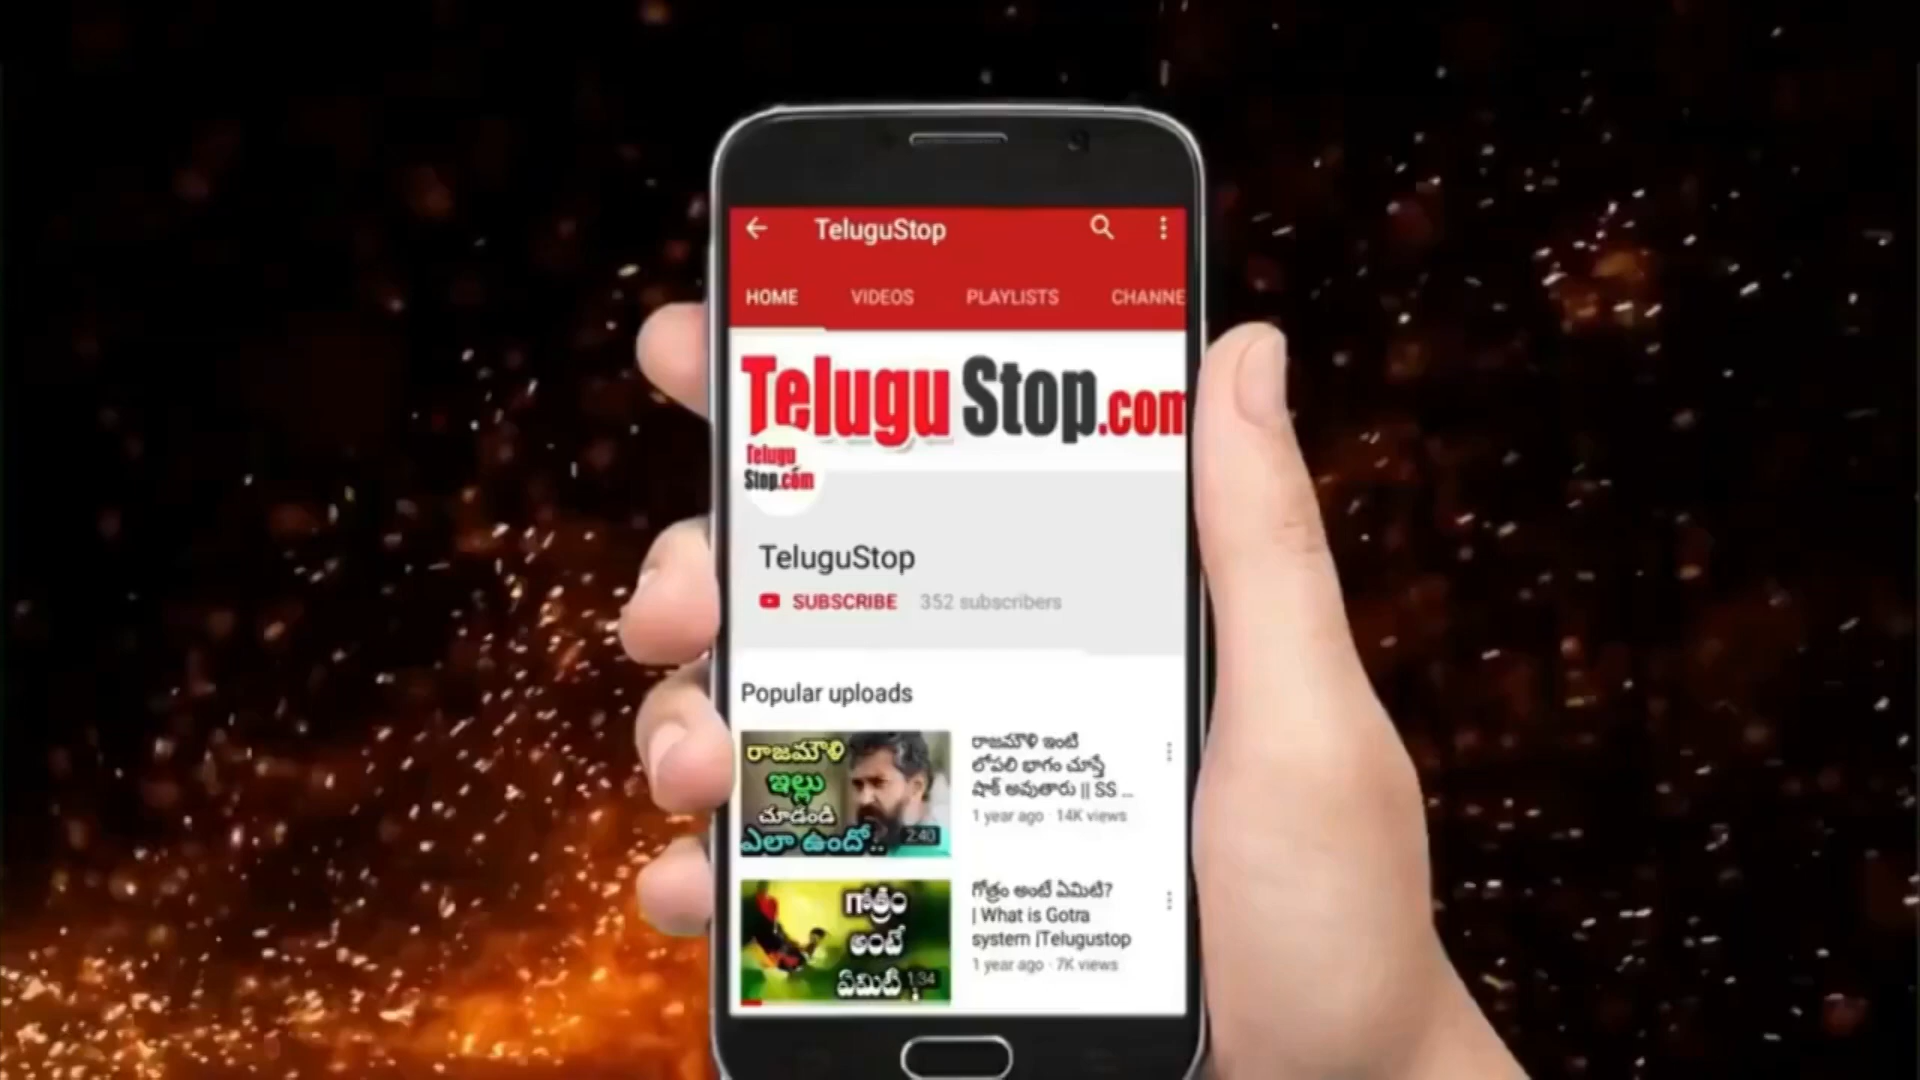 TeluguStop
HOME VIDEOS PLAYLISTS CHANNE
Telugu Stop.com
Telugu
Stop.com
TeluguStop
SUBSCRIBE 352 subscribers
Popular uploads
రాజమౌళి
ఇల్లు
చూడండి
ఎలా ఉందో..
2:40
రాజమౌళి ఇంటి
లోపలి భాగం చూస్తే
షాక్ అవుతారు || SS ...
1 year ago · 14K views
గోత్రం
అంటే
ఏమిటి
1:34
గోత్రం అంటే ఏమిటి?
| What is Gotra
system |Telugustop
1 year ago · 7K views